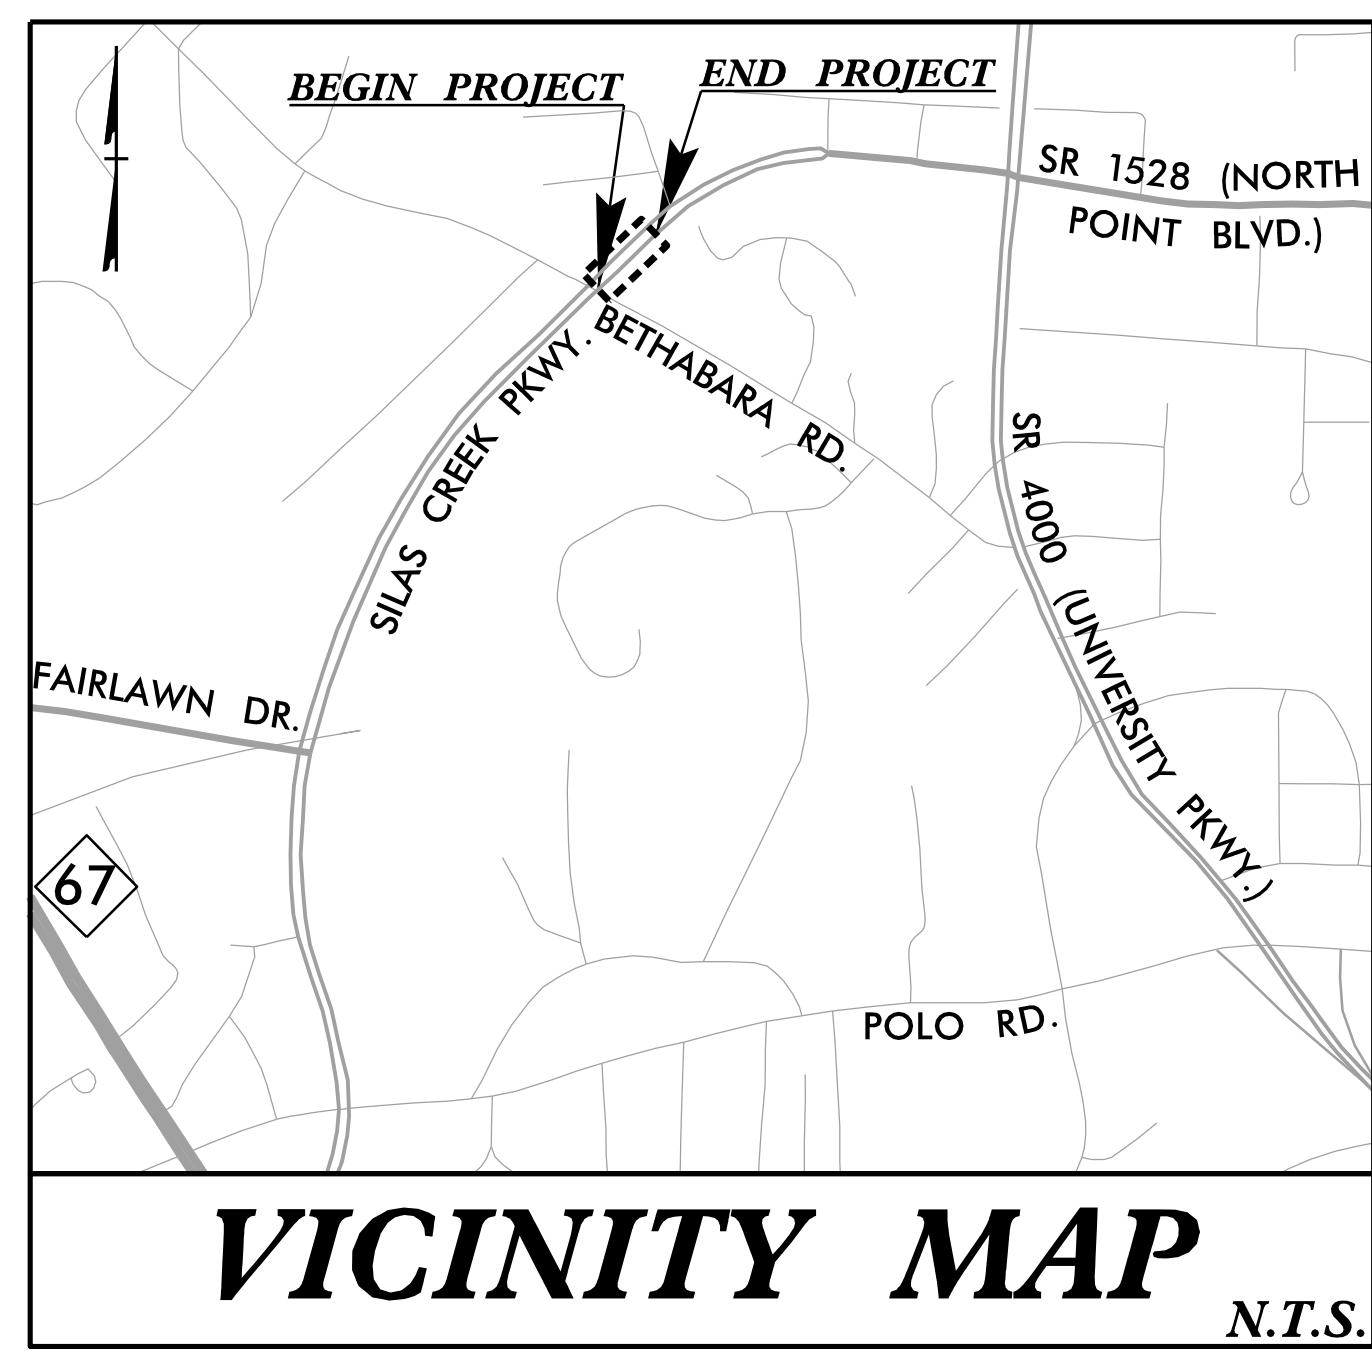 BEGIN PROJECT
END PROJECT
SR 1528 (NORTH
POINT BLVD.)
BETHABARA RD.
SILAS CREEK PKWY.
SR 4000 (UNIVERSITY PKWY.)
FAIRLAWN DR.
67
POLO RD.
VICINITY MAP
N.T.S.